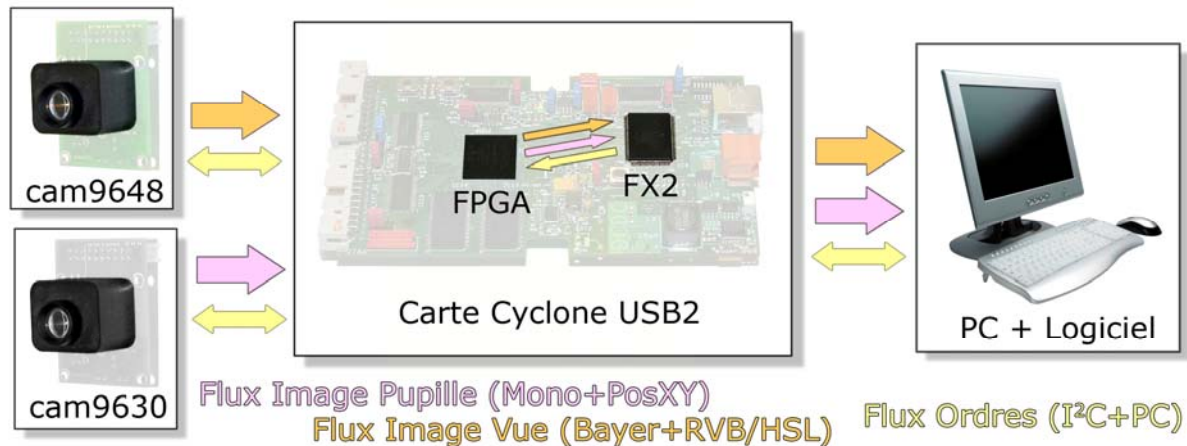 cam9648
cam9630
FPGA
FX2
Carte Cyclone USB2
PC + Logiciel
Flux Image Pupille (Mono+PosXY)
Flux Image Vue (Bayer+RVB/HSL)
Flux Ordres (I²C+PC)